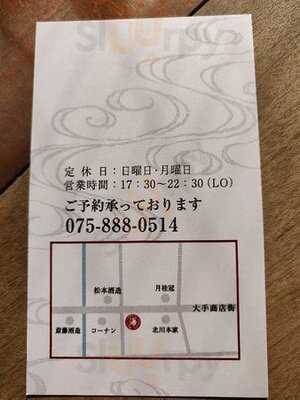 Slurpy
定休日：日曜日・月曜日
営業時間：17：30〜22：30（LO）
ご予約承っております
075-888-0514
松本酒造
月桂冠
大手商店街
齋藤酒造
コーナン
北川本家
Slurpy